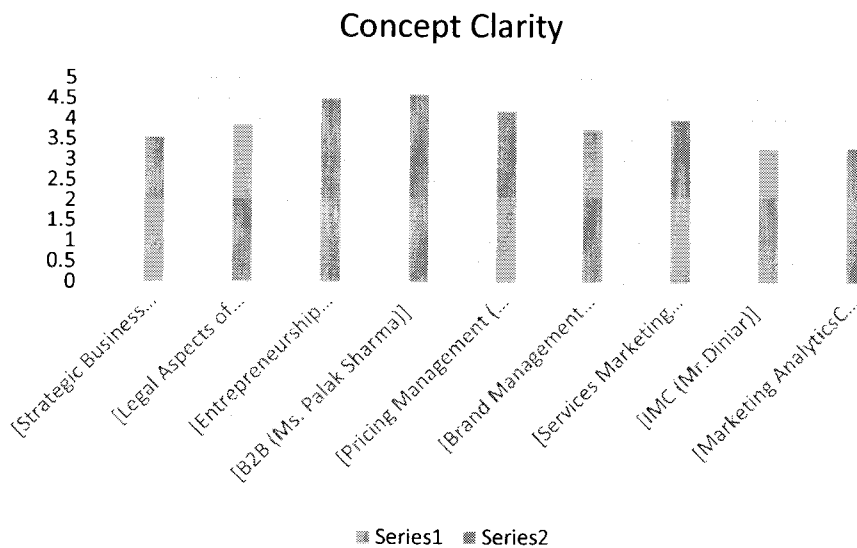 Concept Clarity
5
4.5
4
3.5
3
2.5
2
1.5
1
0.5
0
[Strategic Business...
[Legal Aspects of...
[Entrepreneurship...
[B2B (Ms. Palak Sharma)]
[Pricing Management (...
[Brand Management...
[Services Marketing...
[IMC (Mr.Diniar)]
[Marketing AnalyticsC...
Series1 Series2